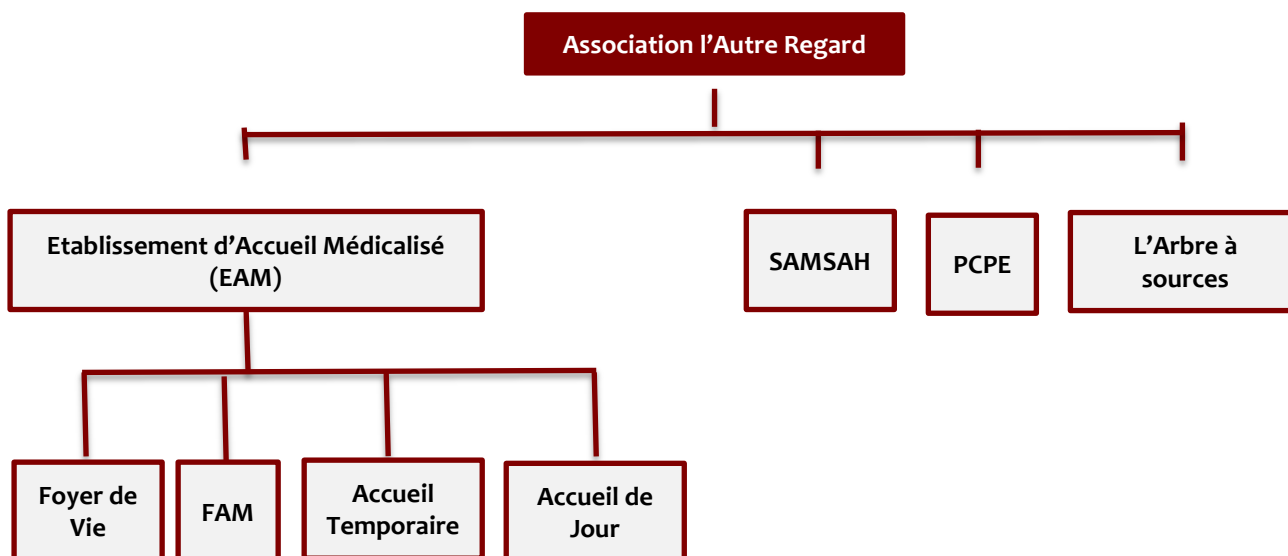 Association l’Autre Regard
Etablissement d’Accueil Médicalisé
(EAM)
SAMSAH
PCPE
L’Arbre à
sources
Foyer de
Vie
FAM
Accueil
Temporaire
Accueil de
Jour